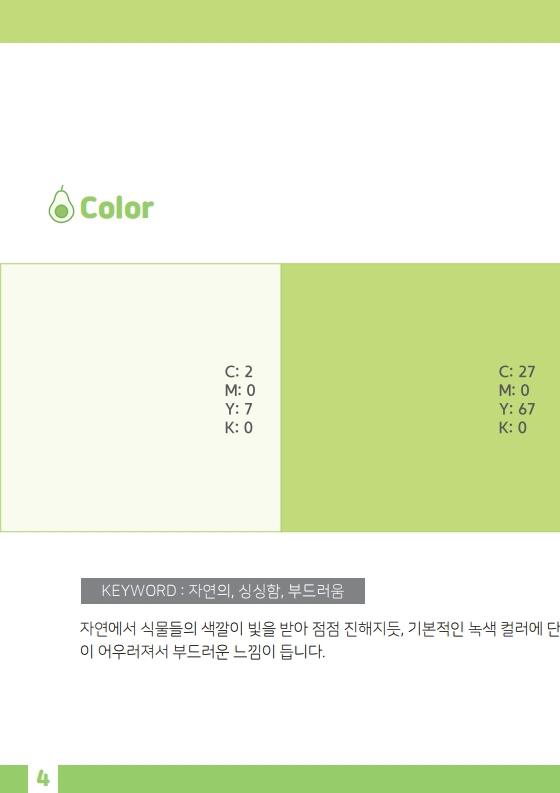 Color
C: 2
M: 0
Y: 7
K: 0
C: 27
M: 0
Y: 67
K: 0
KEYWORD : 자연의, 싱싱함, 부드러움
자연에서 식물들의 색깔이 빛을 받아 점점 진해지듯, 기본적인 녹색 컬러에 단
이 어우러져서 부드러운 느낌이 듭니다.
4